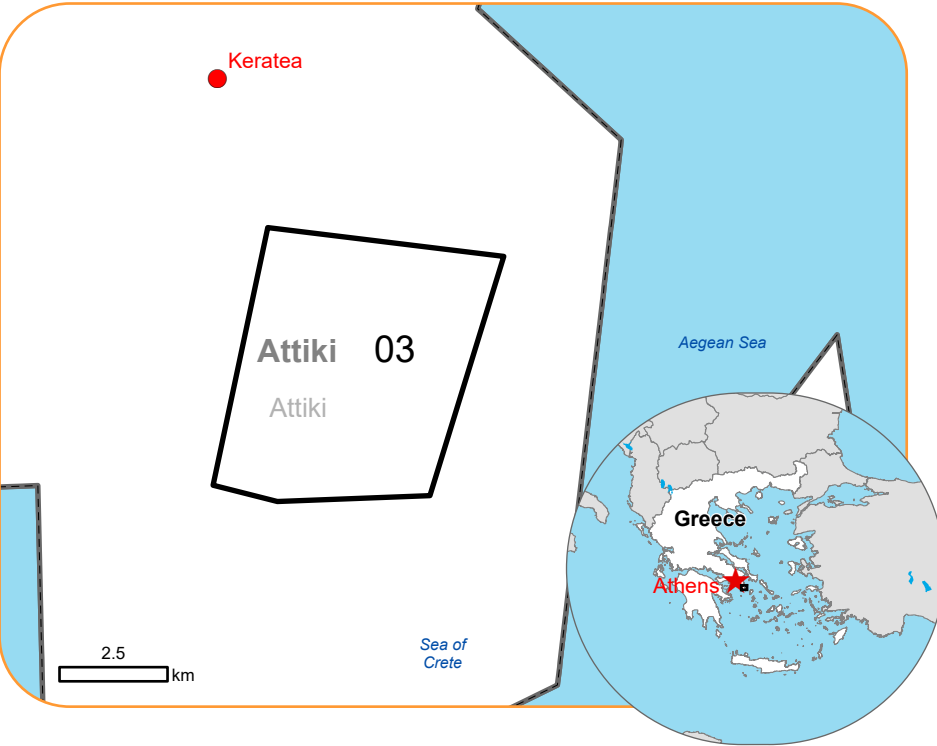 Keratea
Aegean Sea
Attiki
03
Attiki
Greece
Athens
Sea of
Crete
2.5
km